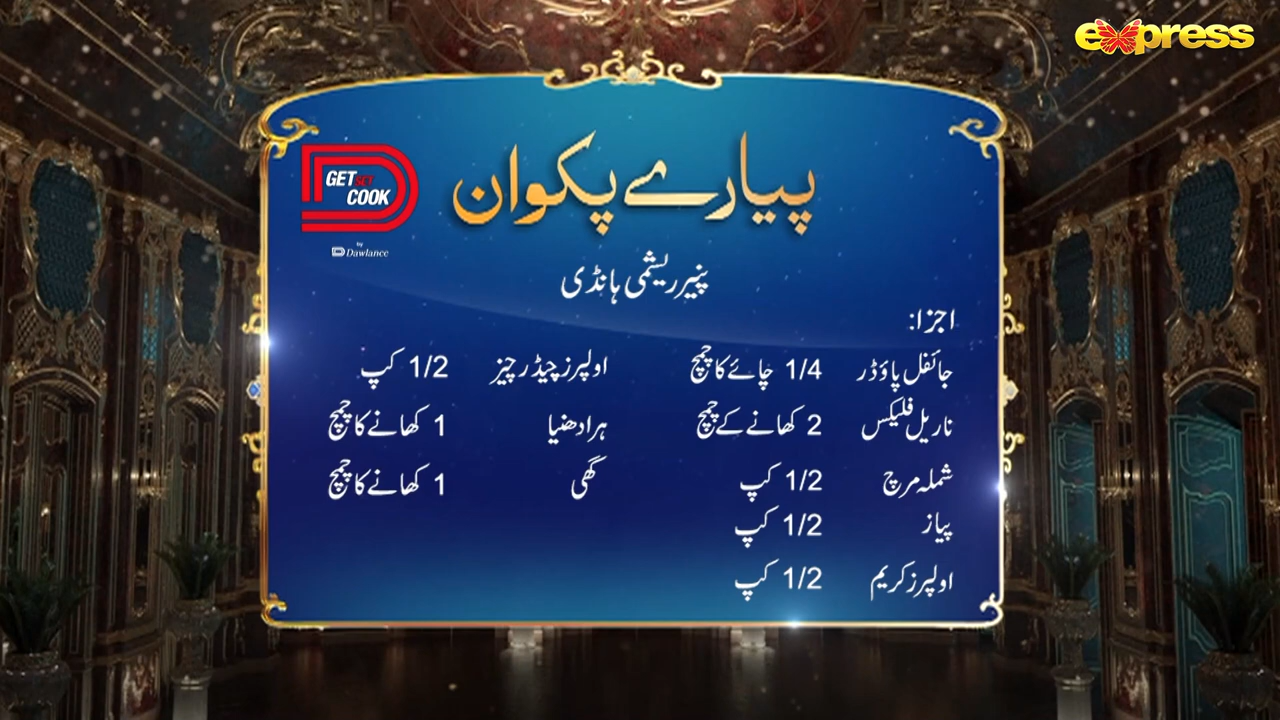 express
GET SET COOK
by
Dawlance
پیارے پکوان
پنیر ریشمی ہانڈی
اجزا:
جائفل پاؤڈر 1/4 چائے کا چمچ
ناریل فلیکس 2 کھانے کے چمچ
شملہ مرچ 1/2 کپ
پیاز 1/2 کپ
اولپرز کریم 1/2 کپ
اولپرز چیڈر چیز 1/2 کپ
ہرا دھنیا 1 کھانے کا چمچ
گھی 1 کھانے کا چمچ